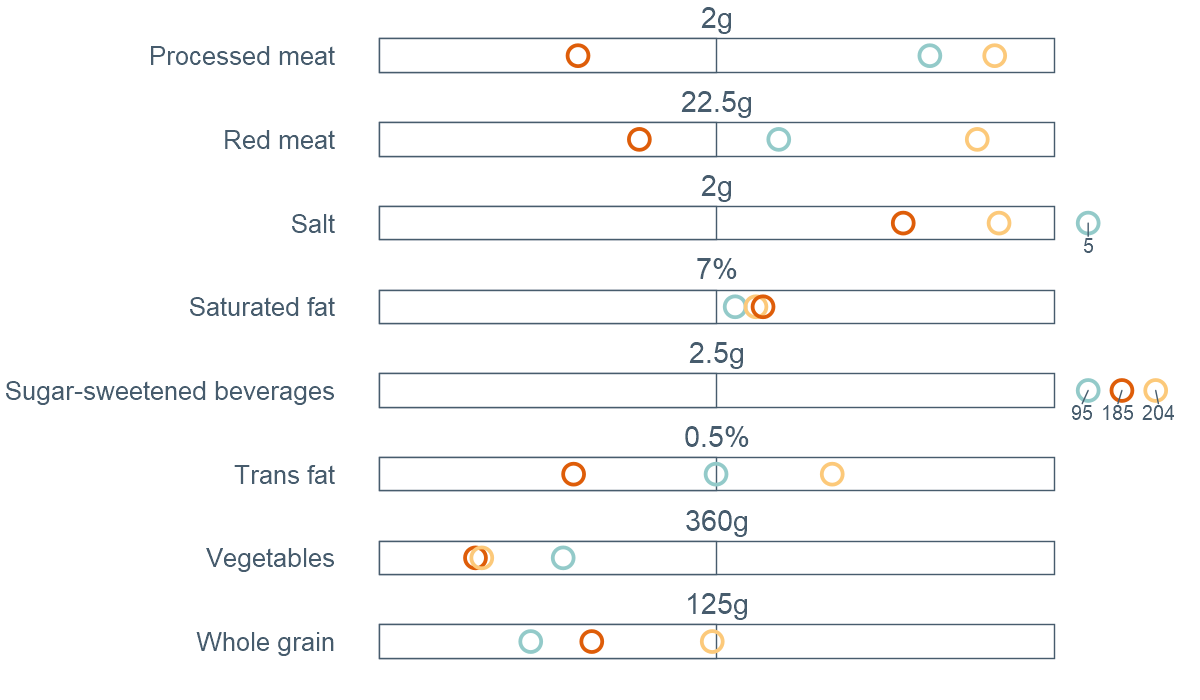 2g
Processed meat
22.5g
Red meat
2g
Salt
5
7%
Saturated fat
2.5g
Sugar-sweetened beverages
95 185 204
0.5%
Trans fat
360g
Vegetables
125g
Whole grain